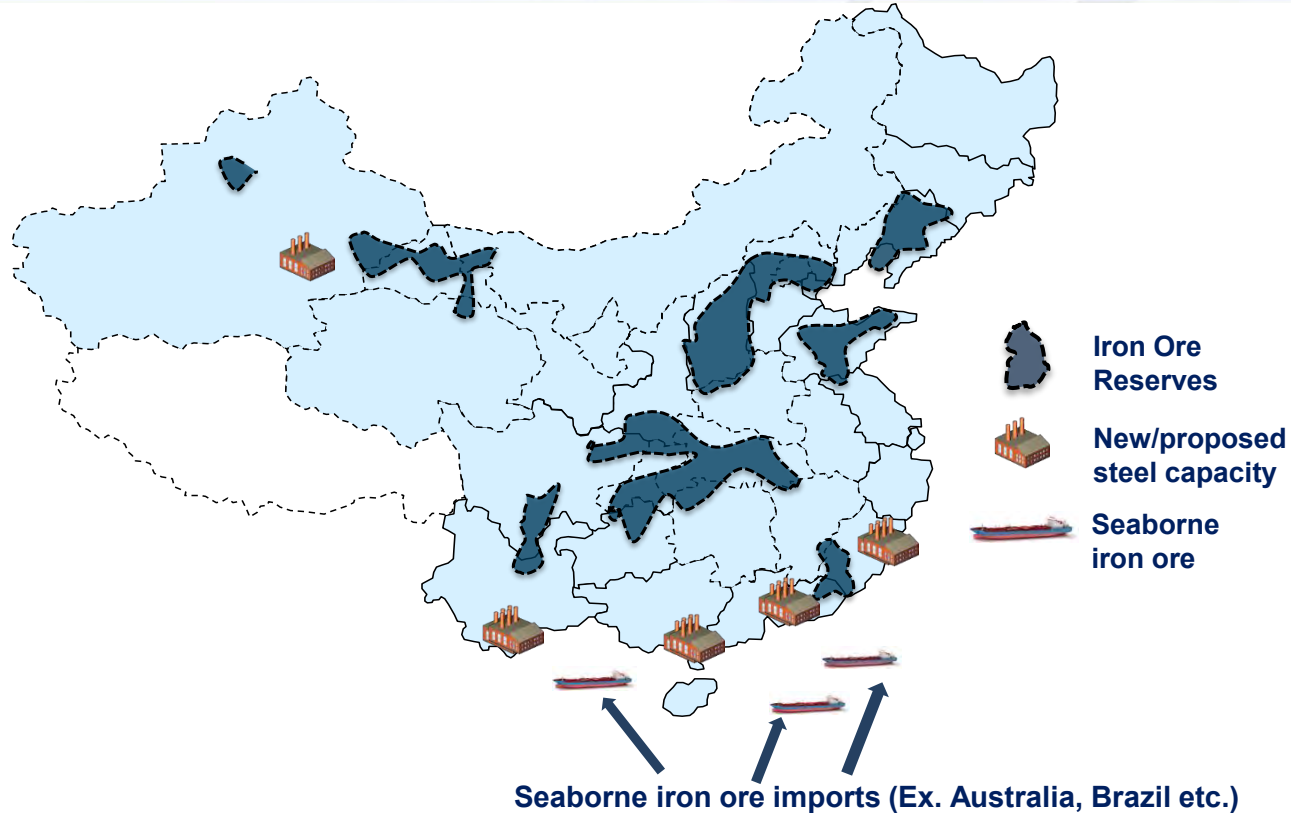 Iron Ore
Reserves
New/proposed
steel capacity
Seaborne
iron ore
Seaborne iron ore imports (Ex. Australia, Brazil etc.)